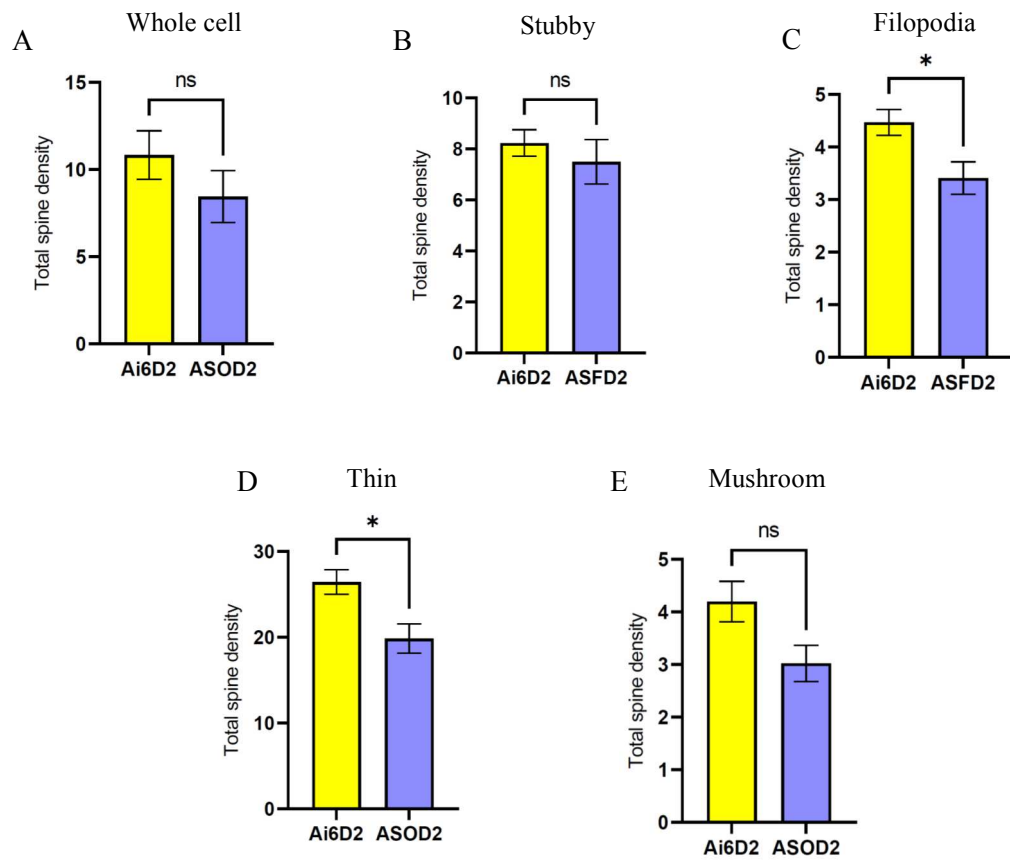 A
Whole cell
ns
Total spine density
15
10
5
0
Ai6D2 ASOD2
B
Stubby
ns
Total spine density
10
8
6
4
2
0
Ai6D2 ASFD2
C
Filopodia
*
Total spine density
5
4
3
2
1
0
Ai6D2 ASFD2
D
Thin
*
Total spine density
30
20
10
0
Ai6D2 ASOD2
E
Mushroom
ns
Total spine density
5
4
3
2
1
0
Ai6D2 ASOD2